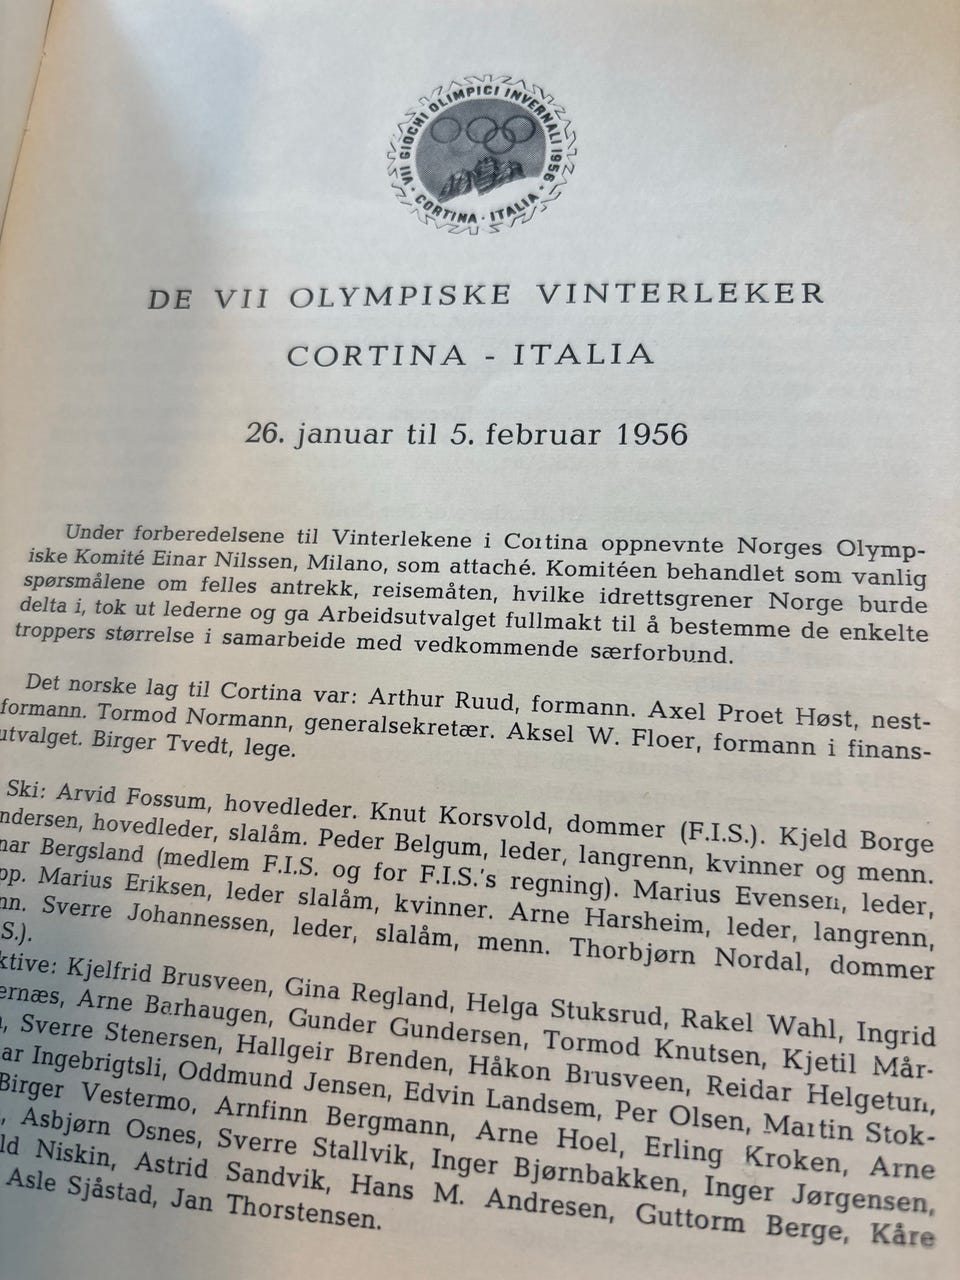 VII GIOCHI OLIMPICI INVERNALI 1956
CORTINA · ITALIA
DE VII OLYMPISKE VINTERLEKER
CORTINA - ITALIA
26. januar til 5. februar 1956
Under forberedelsene til Vinterlekene i Cortina oppnevnte Norges Olymp-
iske Komité Einar Nilssen, Milano, som attaché. Komitéen behandlet som vanlig
spørsmålene om felles antrekk, reisemåten, hvilke idrettsgrener Norge burde
delta i, tok ut lederne og ga Arbeidsutvalget fullmakt til å bestemme de enkelte
troppers størrelse i samarbeide med vedkommende særforbund.
Det norske lag til Cortina var: Arthur Ruud, formann. Axel Proet Høst, nest-
formann. Tormod Normann, generalsekretær. Aksel W. Floer, formann i finans-
utvalget. Birger Tvedt, lege.
Ski: Arvid Fossum, hovedleder. Knut Korsvold, dommer (F.I.S.). Kjeld Borge
ndersen, hovedleder, slalåm. Peder Belgum, leder, langrenn, kvinner og menn.
nar Bergsland (medlem F.I.S. og for F.I.S.'s regning). Marius Evensen, leder,
pp. Marius Eriksen, leder slalåm, kvinner. Arne Harsheim, leder, langrenn,
nn. Sverre Johannessen, leder, slalåm, menn. Thorbjørn Nordal, dommer
S.).
ktive: Kjelfrid Brusveen, Gina Regland, Helga Stuksrud, Rakel Wahl, Ingrid
ernæs, Arne Barhaugen, Gunder Gundersen, Tormod Knutsen, Kjetil Mår-
, Sverre Stenersen, Hallgeir Brenden, Håkon Brusveen, Reidar Helgetun,
ar Ingebrigtsli, Oddmund Jensen, Edvin Landsem, Per Olsen, Martin Stok-
Birger Vestermo, Arnfinn Bergmann, Arne Hoel, Erling Kroken, Arne
, Asbjørn Osnes, Sverre Stallvik, Inger Bjørnbakken, Inger Jørgensen,
ld Niskin, Astrid Sandvik, Hans M. Andresen, Guttorm Berge, Kåre
Asle Sjåstad, Jan Thorstensen.